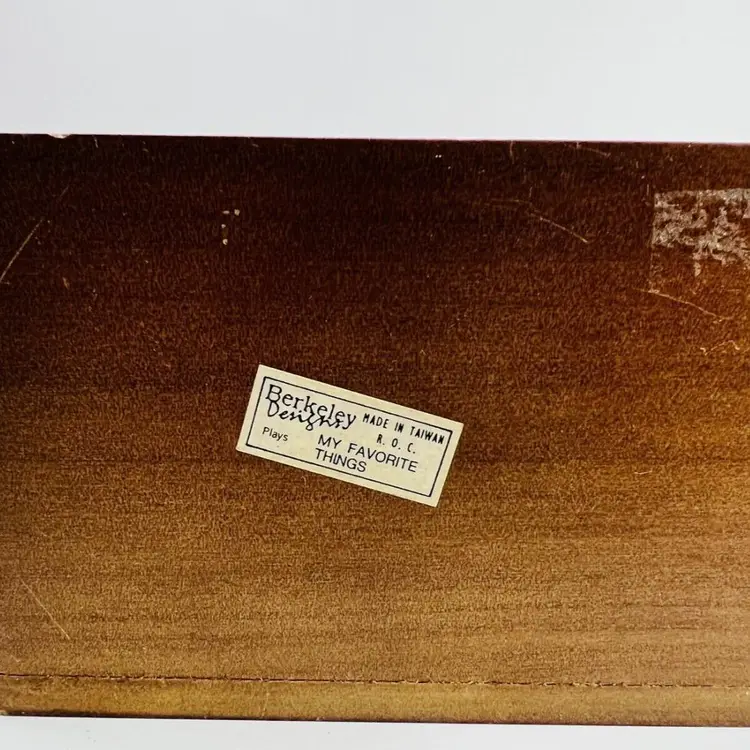 Berkeley
Designs
MADE IN TAIWAN
R. O. C.
Plays
MY FAVORITE
THINGS